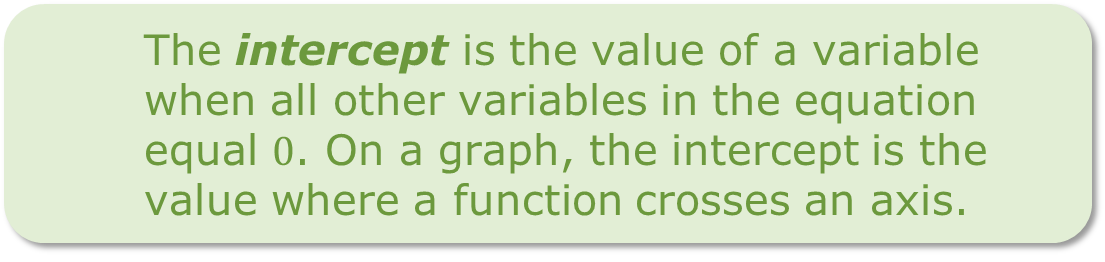 The intercept is the value of a variable
when all other variables in the equation
equal 0. On a graph, the intercept is the
value where a function crosses an axis.